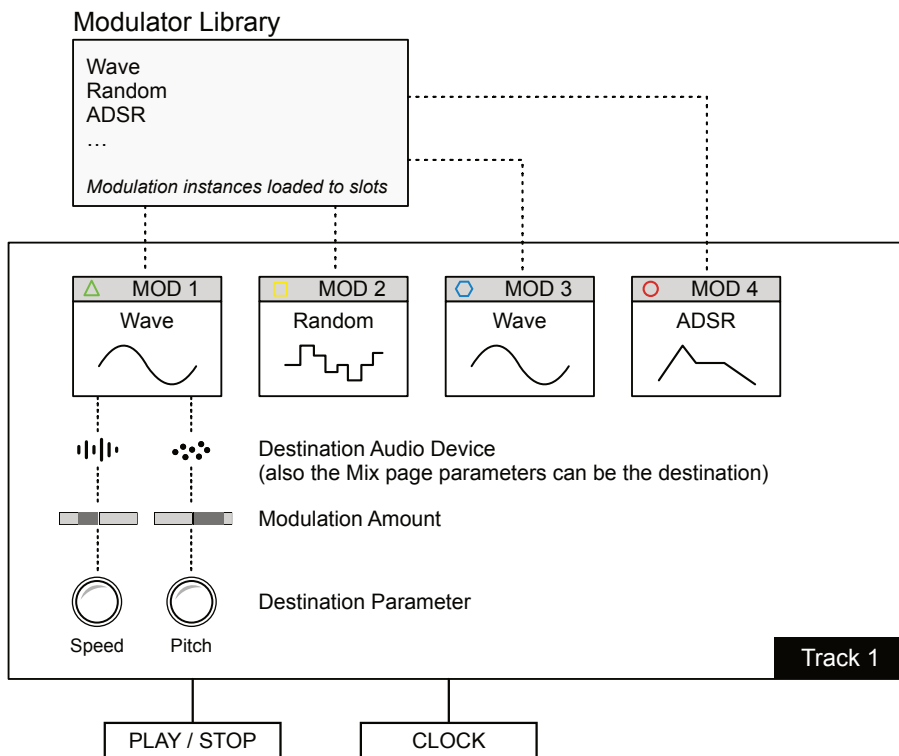 Modulator Library
Wave
Random
ADSR
…
Modulation instances loaded to slots
MOD 1
MOD 2
MOD 3
MOD 4
Wave
Random
Wave
ADSR
Destination Audio Device
(also the Mix page parameters can be the destination)
Modulation Amount
Destination Parameter
Speed
Pitch
Track 1
PLAY / STOP
CLOCK